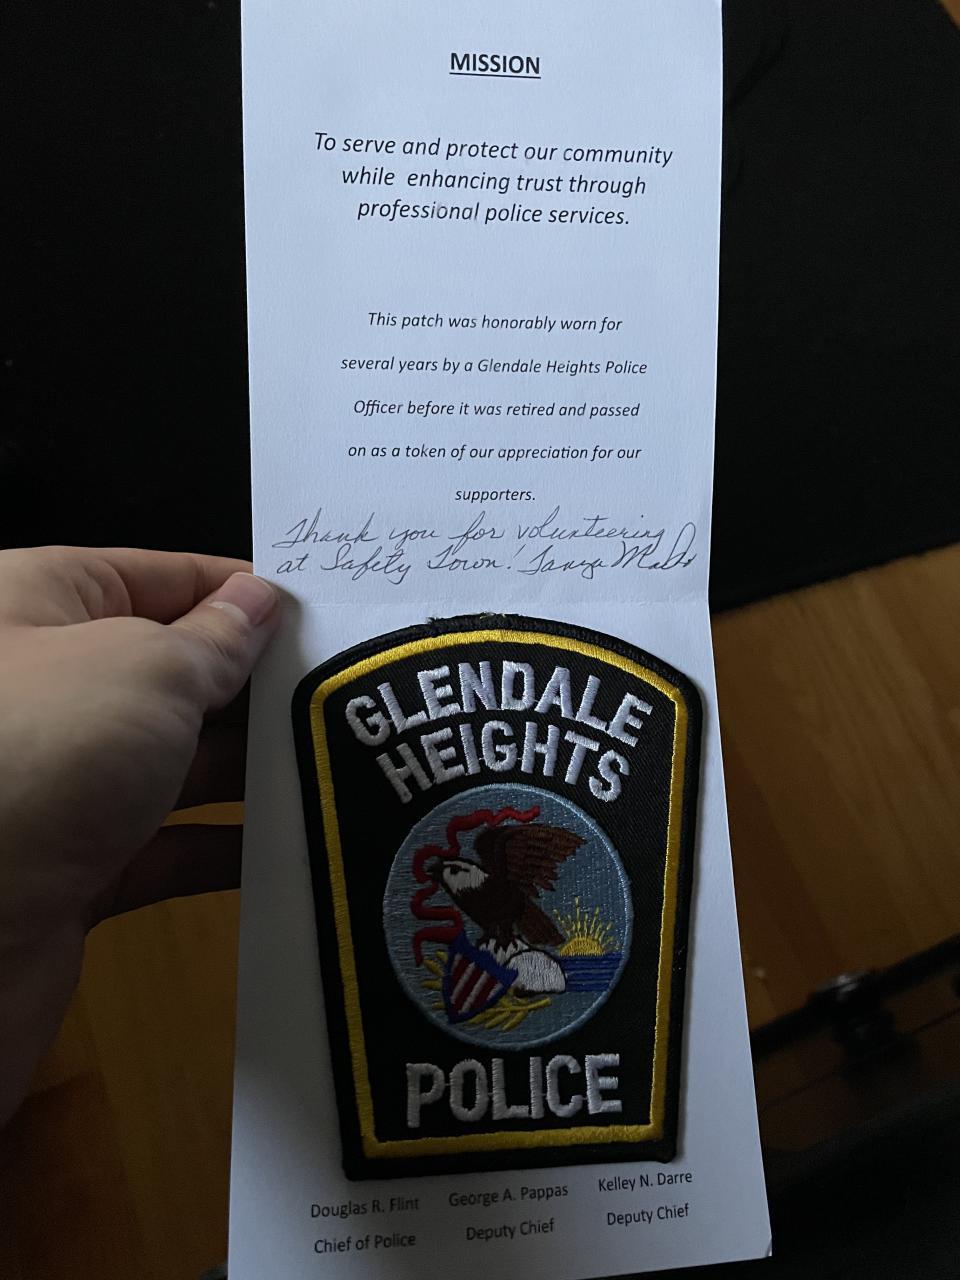 MISSION
To serve and protect our community
while enhancing trust through
professional police services.
This patch was honorably worn for
several years by a Glendale Heights Police
Officer before it was retired and passed
on as a token of our appreciation for our
supporters.
Thank you for volunteering
at Safety Town! Tanya
GLENDALE
HEIGHTS
POLICE
Douglas R. Flint
Chief of Police
George A. Pappas
Deputy Chief
Kelley N. Darre
Deputy Chief